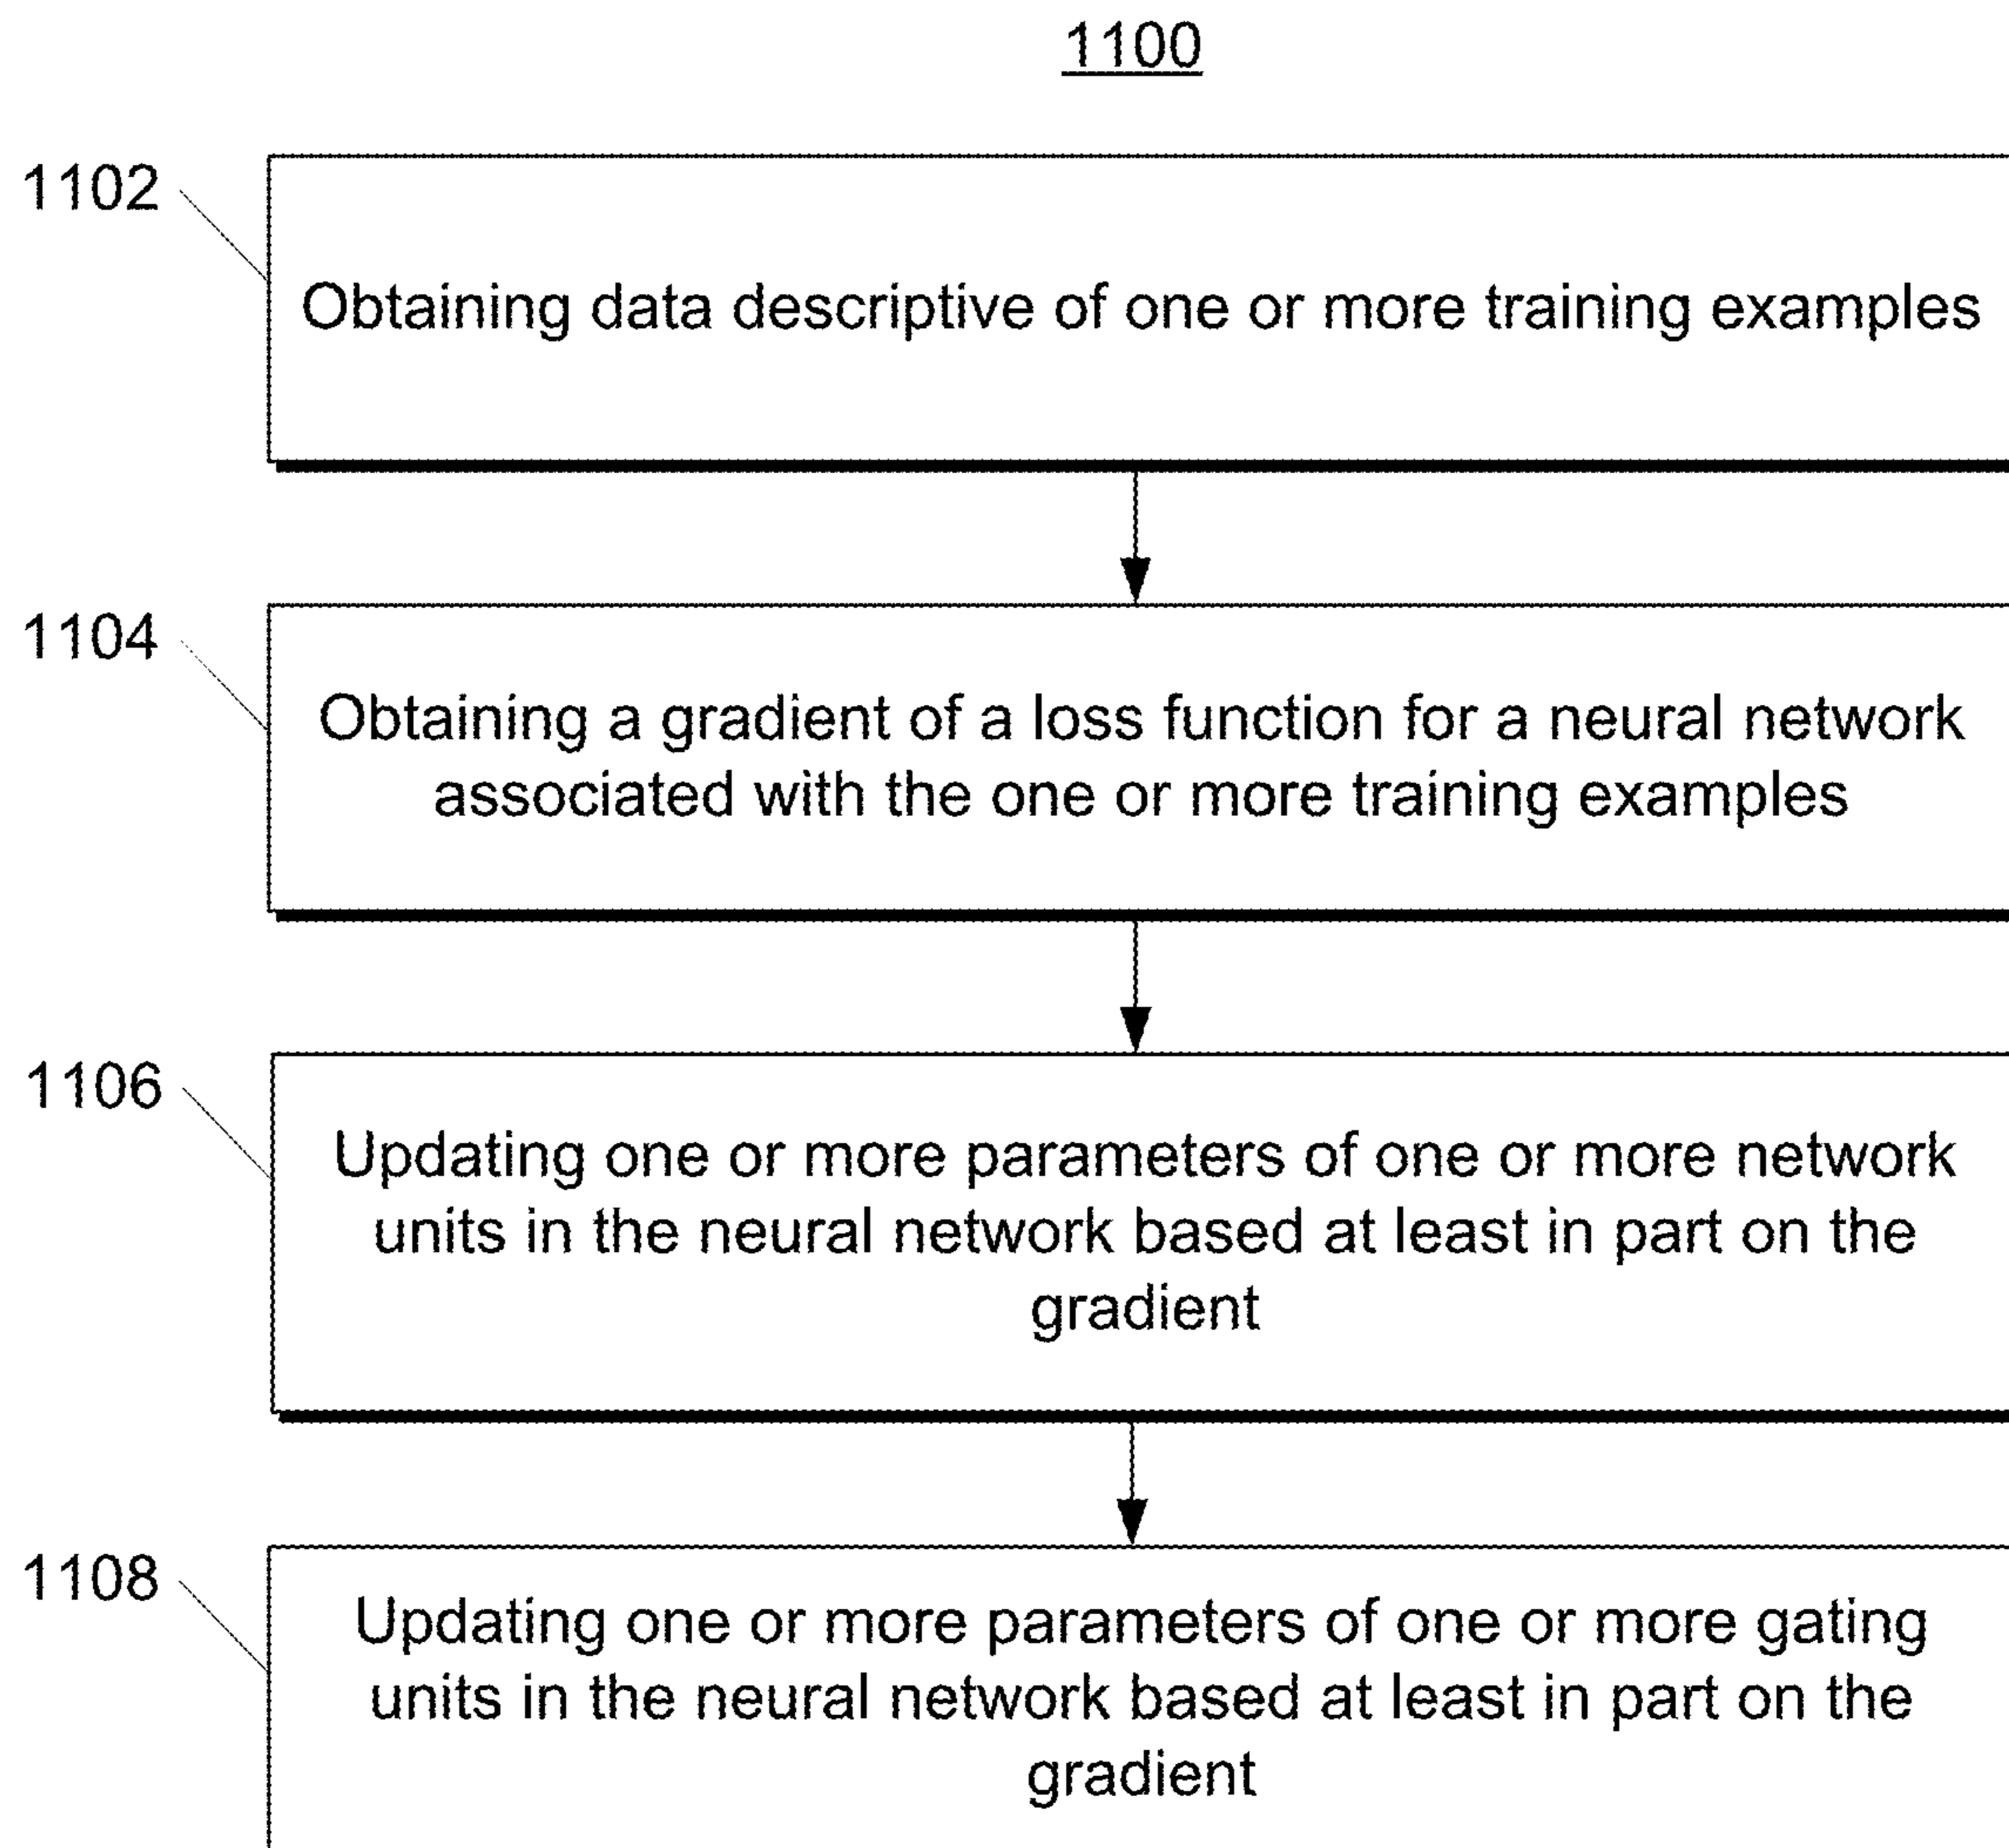 1100
1102
Obtaining data descriptive of one or more training examples
1104
Obtaining a gradient of a loss function for a neural network
associated with the one or more training examples
1106
Updating one or more parameters of one or more network
units in the neural network based at least in part on the
gradient
1108
Updating one or more parameters of one or more gating
units in the neural network based at least in part on the
gradient